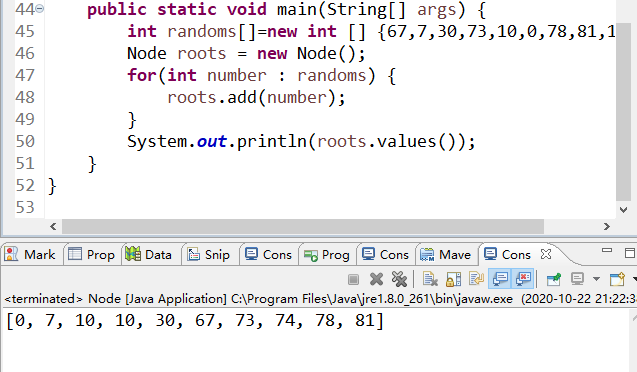 44 public static void main(String[] args) {
45 int randoms[]=new int [] {67,7,30,73,10,0,78,81,1
46 Node roots = new Node();
47 for(int number : randoms) {
48 roots.add(number);
49 }
50 System.out.println(roots.values());
51 }
52 }
53
Mark Prop Data Snip Cons Prog Cons Mave Cons
<terminated> Node [Java Application] C:\Program Files\Java\jre1.8.0_261\bin\javaw.exe (2020-10-22 21:22:3
[0, 7, 10, 10, 30, 67, 73, 74, 78, 81]